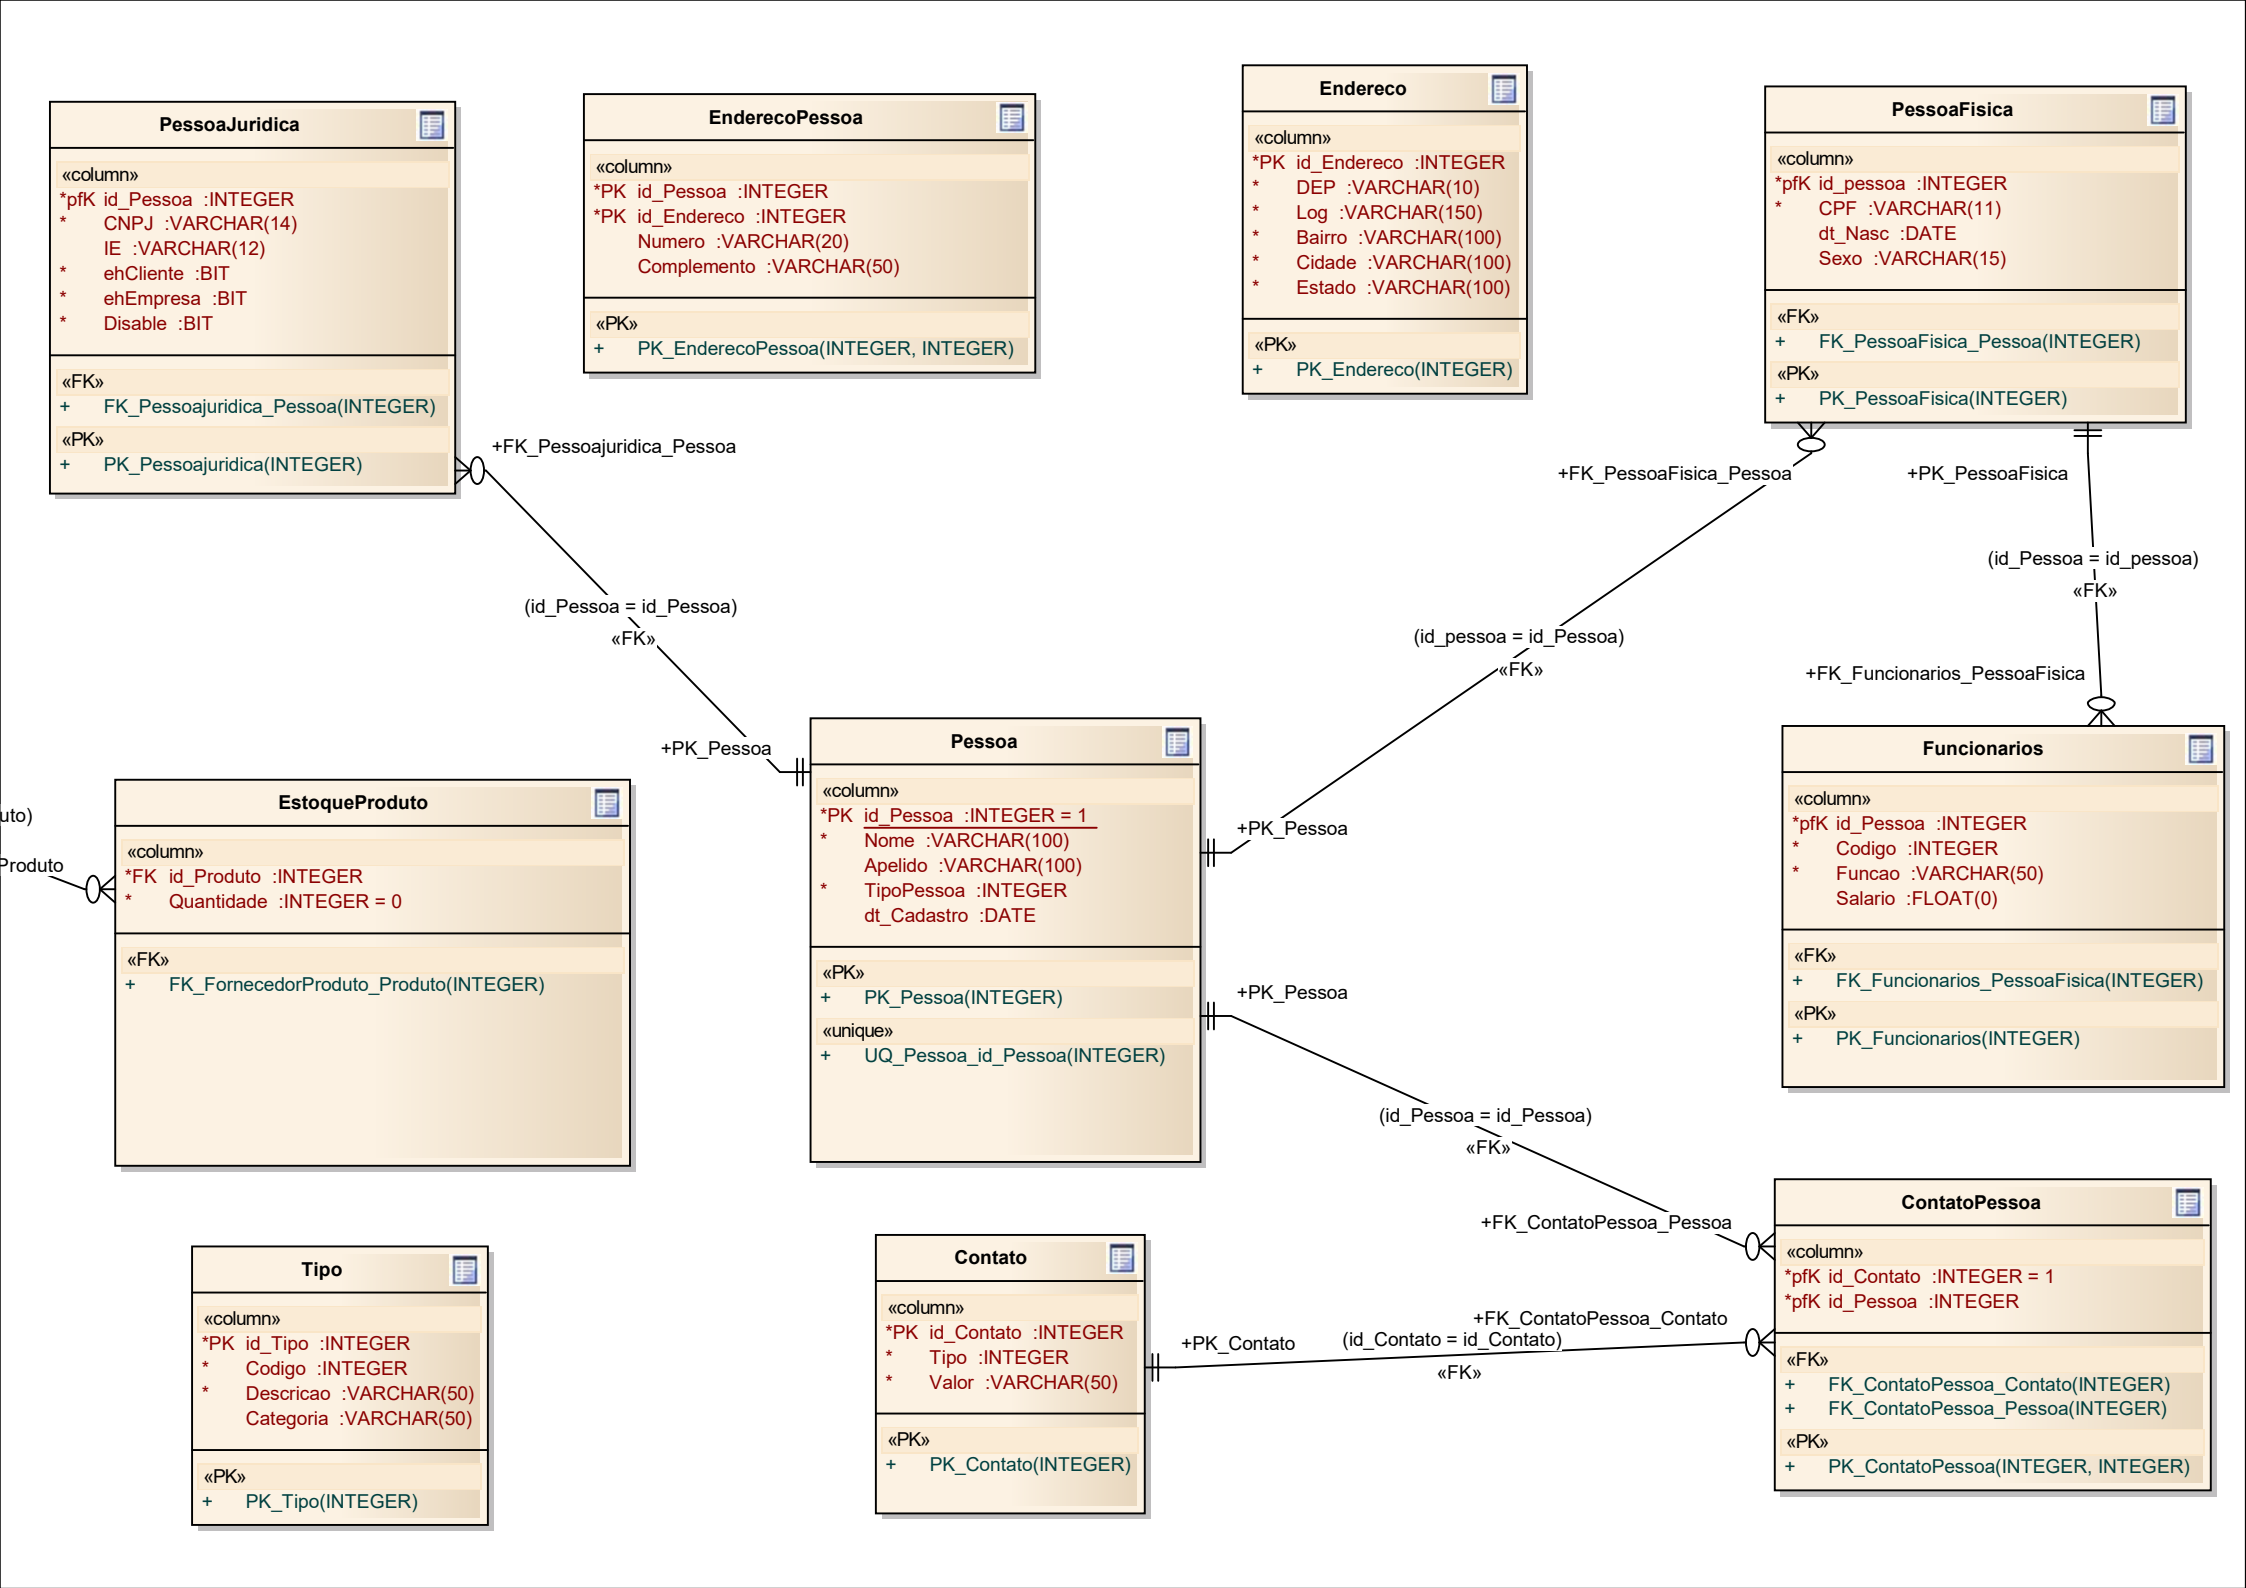 PessoaJuridica
«column»
*pfK id_Pessoa :INTEGER
* CNPJ :VARCHAR(14)
IE :VARCHAR(12)
* ehCliente :BIT
* ehEmpresa :BIT
* Disable :BIT
«FK»
+ FK_Pessoajuridica_Pessoa(INTEGER)
«PK»
+ PK_Pessoajuridica(INTEGER)
EnderecoPessoa
«column»
*PK id_Pessoa :INTEGER
*PK id_Endereco :INTEGER
Numero :VARCHAR(20)
Complemento :VARCHAR(50)
«PK»
+ PK_EnderecoPessoa(INTEGER, INTEGER)
Endereco
«column»
*PK id_Endereco :INTEGER
* DEP :VARCHAR(10)
* Log :VARCHAR(150)
* Bairro :VARCHAR(100)
* Cidade :VARCHAR(100)
* Estado :VARCHAR(100)
«PK»
+ PK_Endereco(INTEGER)
PessoaFisica
«column»
*pfK id_pessoa :INTEGER
* CPF :VARCHAR(11)
dt_Nasc :DATE
Sexo :VARCHAR(15)
«FK»
+ FK_PessoaFisica_Pessoa(INTEGER)
«PK»
+ PK_PessoaFisica(INTEGER)
+FK_Pessoajuridica_Pessoa
(id_Pessoa = id_Pessoa)
«FK»
+PK_Pessoa
+FK_PessoaFisica_Pessoa
(id_pessoa = id_Pessoa)
«FK»
+PK_Pessoa
+PK_PessoaFisica
(id_Pessoa = id_pessoa)
«FK»
+FK_Funcionarios_PessoaFisica
uto)
Produto
EstoqueProduto
«column»
*FK id_Produto :INTEGER
* Quantidade :INTEGER = 0
«FK»
+ FK_FornecedorProduto_Produto(INTEGER)
Pessoa
«column»
*PK id_Pessoa :INTEGER = 1
* Nome :VARCHAR(100)
Apelido :VARCHAR(100)
* TipoPessoa :INTEGER
dt_Cadastro :DATE
«PK»
+ PK_Pessoa(INTEGER)
«unique»
+ UQ_Pessoa_id_Pessoa(INTEGER)
Funcionarios
«column»
*pfK id_Pessoa :INTEGER
* Codigo :INTEGER
* Funcao :VARCHAR(50)
Salario :FLOAT(0)
«FK»
+ FK_Funcionarios_PessoaFisica(INTEGER)
«PK»
+ PK_Funcionarios(INTEGER)
+PK_Pessoa
(id_Pessoa = id_Pessoa)
«FK»
+FK_ContatoPessoa_Pessoa
Tipo
«column»
*PK id_Tipo :INTEGER
* Codigo :INTEGER
* Descricao :VARCHAR(50)
Categoria :VARCHAR(50)
«PK»
+ PK_Tipo(INTEGER)
Contato
«column»
*PK id_Contato :INTEGER
* Tipo :INTEGER
* Valor :VARCHAR(50)
«PK»
+ PK_Contato(INTEGER)
+FK_ContatoPessoa_Contato
+PK_Contato
(id_Contato = id_Contato)
«FK»
ContatoPessoa
«column»
*pfK id_Contato :INTEGER = 1
*pfK id_Pessoa :INTEGER
«FK»
+ FK_ContatoPessoa_Contato(INTEGER)
+ FK_ContatoPessoa_Pessoa(INTEGER)
«PK»
+ PK_ContatoPessoa(INTEGER, INTEGER)